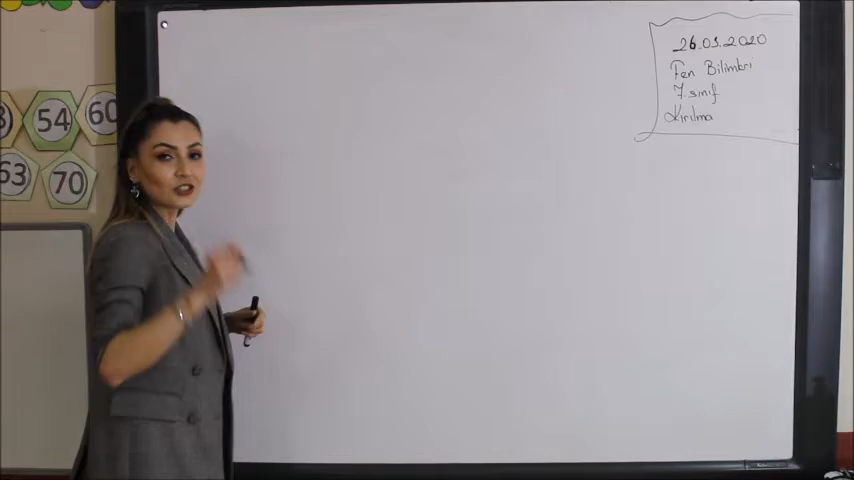 26.03.2020
Fen Bilimleri
7. sınıf
Kırılma
54
60
63
70